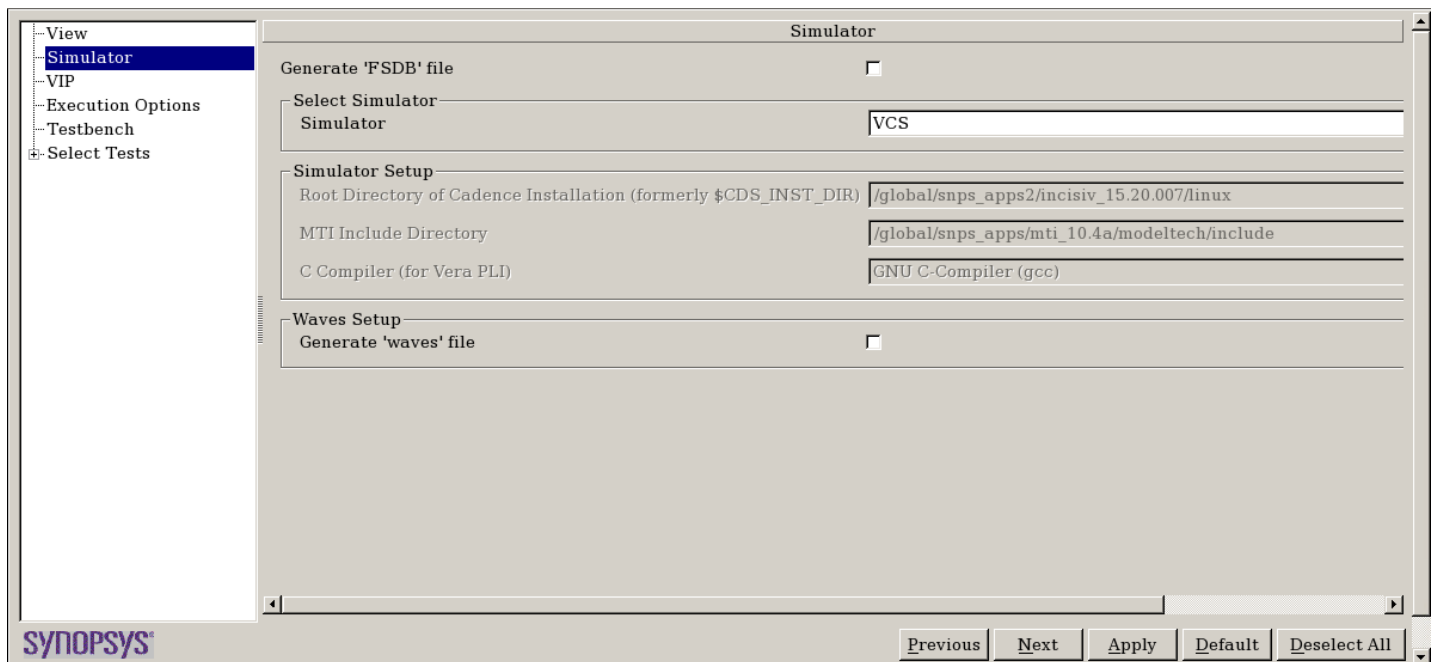 View
Simulator
VIP
Execution Options
Testbench
Select Tests
Simulator
Generate 'FSDB' file
Select Simulator
Simulator VCS
Simulator Setup
Root Directory of Cadence Installation (formerly $CDS_INST_DIR) /global/snps_apps2/incisiv_15.20.007/linux
MTI Include Directory /global/snps_apps/mti_10.4a/modeltech/include
C Compiler (for Vera PLI) GNU C-Compiler (gcc)
Waves Setup
Generate 'waves' file
SYNOPSYS
Previous Next Apply Default Deselect All